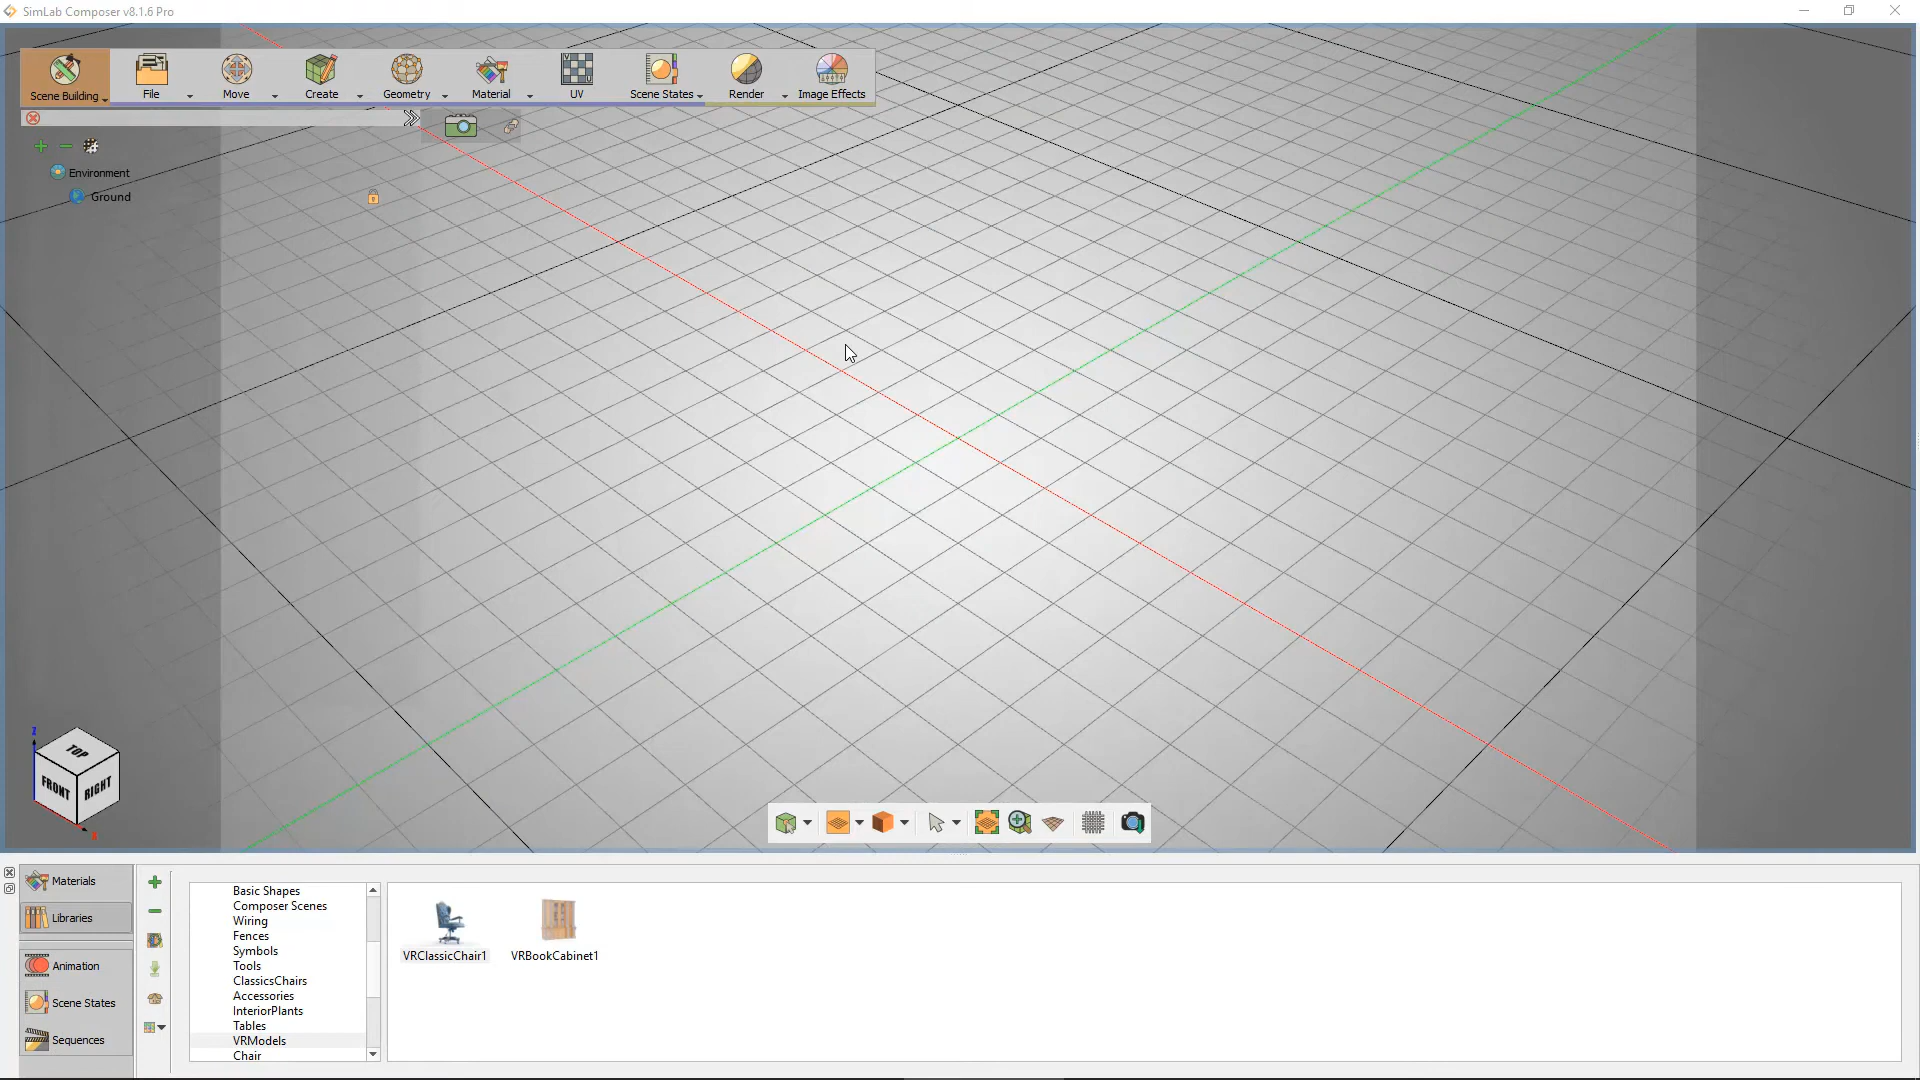 SimLab Composer v8.1.6 Pro
Scene Building
File
Move
Create
Geometry
Material
UV
Scene States
Render
Image Effects
Environment
Ground
Z
TOP
FRONT
RIGHT
X
Materials
Libraries
Animation
Scene States
Sequences
Basic Shapes
Composer Scenes
Wiring
Fences
Symbols
Tools
ClassicsChairs
Accessories
InteriorPlants
Tables
VRModels
Chair
VRClassicChair1
VRBookCabinet1